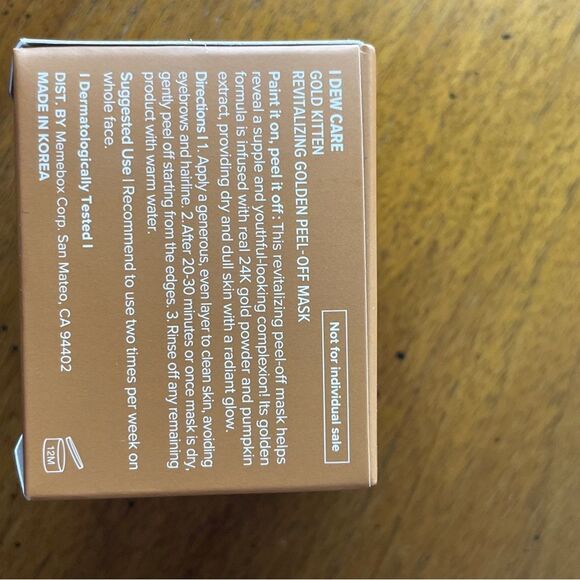 I DEW CARE
GOLD KITTEN
REVITALIZING GOLDEN PEEL-OFF MASK
Not for individual sale
Paint it on, peel it off : This revitalizing peel-off mask helps
reveal a supple and youthful-looking complexion! Its golden
formula is infused with real 24K gold powder and pumpkin
extract, providing dry and dull skin with a radiant glow.
Directions | 1. Apply a generous, even layer to clean skin, avoiding
eyebrows and hairline. 2. After 20-30 minutes or once mask is dry,
gently peel off starting from the edges. 3. Rinse off any remaining
product with warm water.
Suggested Use | Recommend to use two times per week on
whole face.
| Dermatologically Tested |
DIST. BY Memebox Corp. San Mateo, CA 94402
MADE IN KOREA
12M